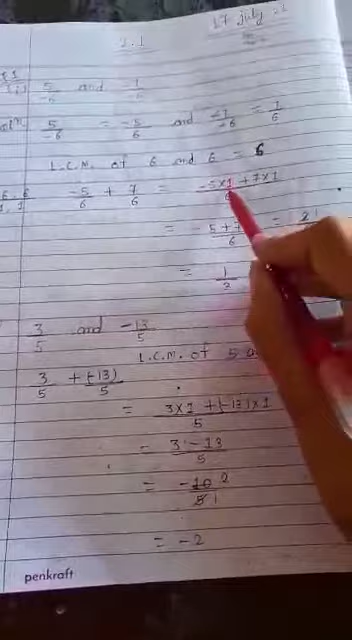 17 July
2.1
5/-6 and
5/-6 = -5/6 and -7/-6 = 7/6
L.C.M. of 6 and 6 = 6
-5/6 + 7/6 = -5×1 + 7×1
= -5+7/6 =
= 1/3
3/5 and -13/5
L.C.M. of 5
3/5 + (-13)/5
= 3×1 + (-13)×1/5
= 3-13/5
= -10 2/5 1
= -2
penkraft